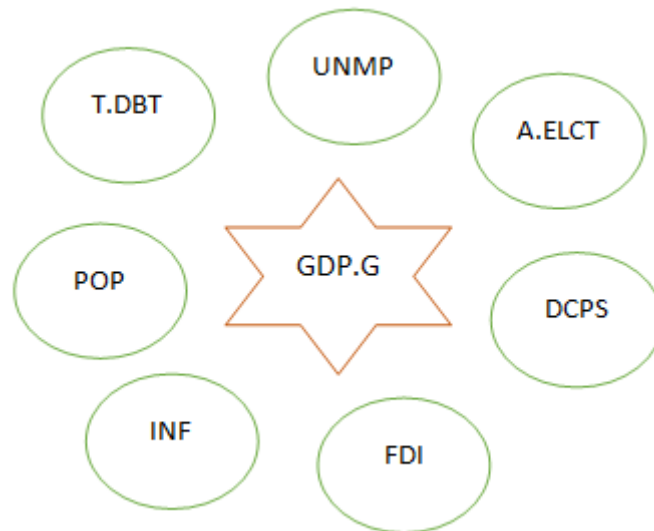 UNMP
T.DBT
A.ELCT
GDP.G
POP
DCPS
INF
FDI